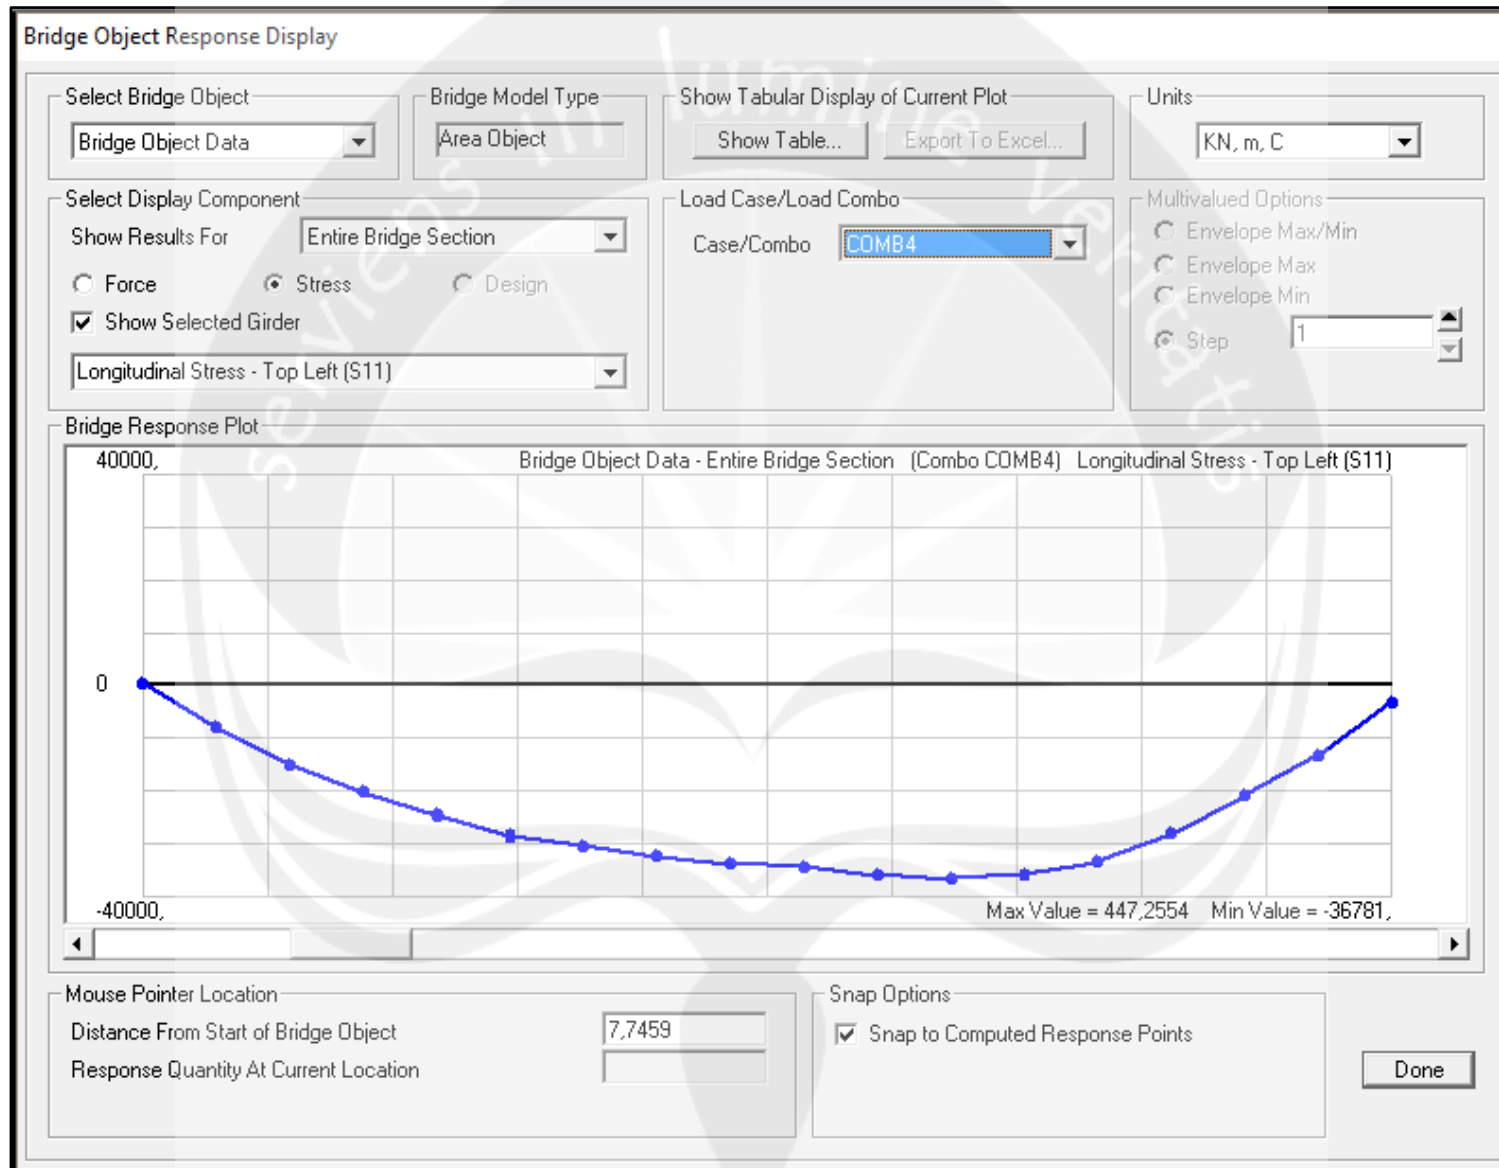 Bridge Object Response Display
Select Bridge Object
Bridge Model Type
Show Tabular Display of Current Plot
Units
Bridge Object Data
Area Object
Show Table...
Export To Excel...
KN, m, C
Select Display Component
Load Case/Load Combo
Multivalued Options
Show Results For
Entire Bridge Section
Case/Combo
COMB4
Envelope Max/Min
Envelope Max
Envelope Min
Step
1
Force
Stress
Design
Show Selected Girder
Longitudinal Stress - Top Left (S11)
Bridge Response Plot
40000,
Bridge Object Data - Entire Bridge Section (Combo COMB4) Longitudinal Stress - Top Left (S11)
0
-40000,
Max Value = 447,2554 Min Value = -36781,
Mouse Pointer Location
Snap Options
Distance From Start of Bridge Object
7,7459
Snap to Computed Response Points
Response Quantity At Current Location
Done
serviens in lumine veritatis